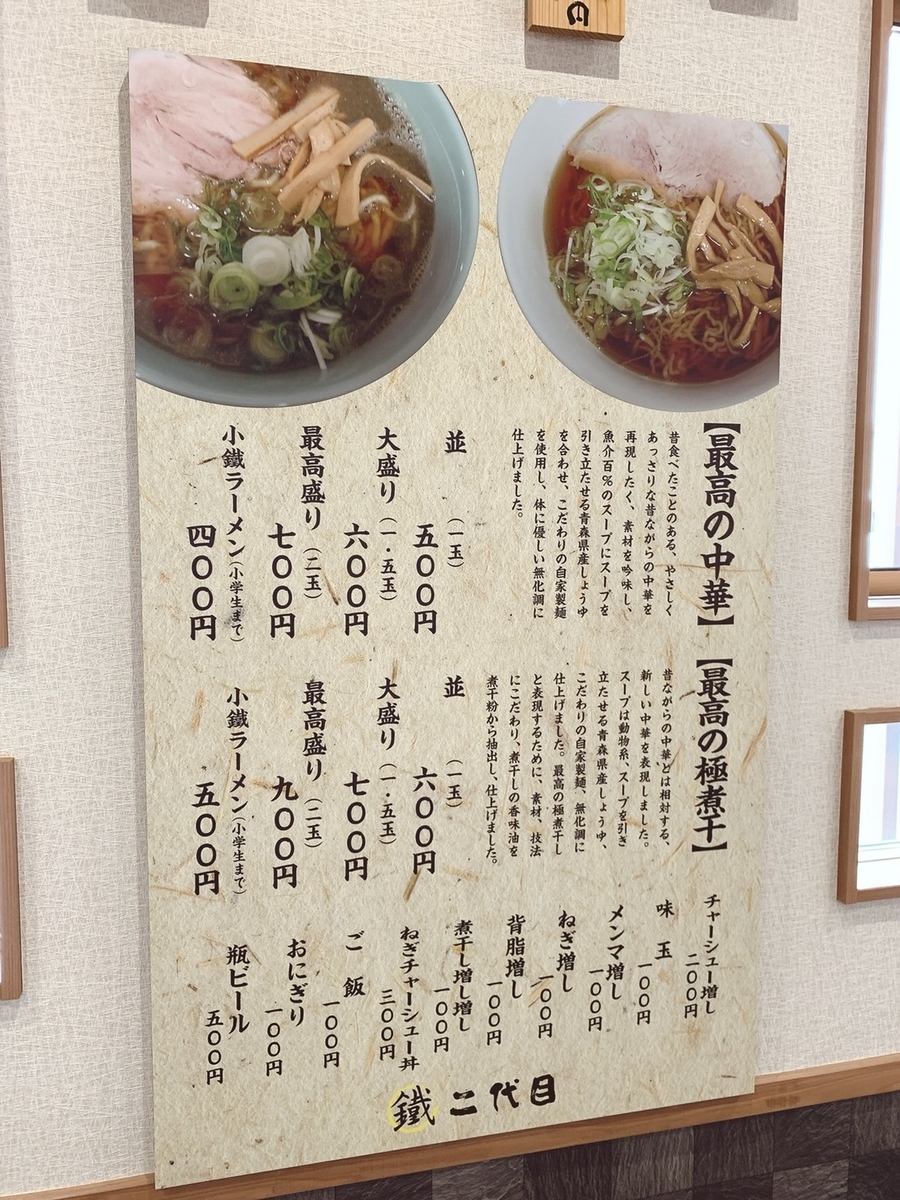 円
【最高の中華】
昔食べたことのある、やさしく
あっさりな昔ながらの中華を
再現したく、素材を吟味し、
魚介百%のスープにスープを
引き立たせる青森県産しょうゆ
を合わせ、こだわりの自家製麺
を使用し、体に優しい無化調に
仕上げました。
並(一玉)
五〇〇円
大盛り(一・五玉)
六〇〇円
最高盛り(二玉)
七〇〇円
小鐵ラーメン(小学生まで)
四〇〇円
【最高の極煮干】
昔ながらの中華とは相対する、
新しい中華を表現しました。
スープは動物系、スープを引き
立たせる青森県産しょうゆ、
こだわりの自家製麺、無化調に
仕上げました。最高の極煮干し
と表現するために、素材、技法
にこだわり、煮干しの香味油を
煮干粉から抽出し、仕上げました。
並(一玉)
六〇〇円
大盛り(一・五玉)
七〇〇円
最高盛り(二玉)
九〇〇円
小鐵ラーメン(小学生まで)
五〇〇円
チャーシュー増し
二〇〇円
味玉
一〇〇円
メンマ増し
一〇〇円
ねぎ増し
一〇〇円
背脂増し
一〇〇円
煮干し増し増し
一〇〇円
ねぎチャーシュー丼
三〇〇円
ご飯
一〇〇円
おにぎり
一〇〇円
瓶ビール
五〇〇円
鐵 二代目